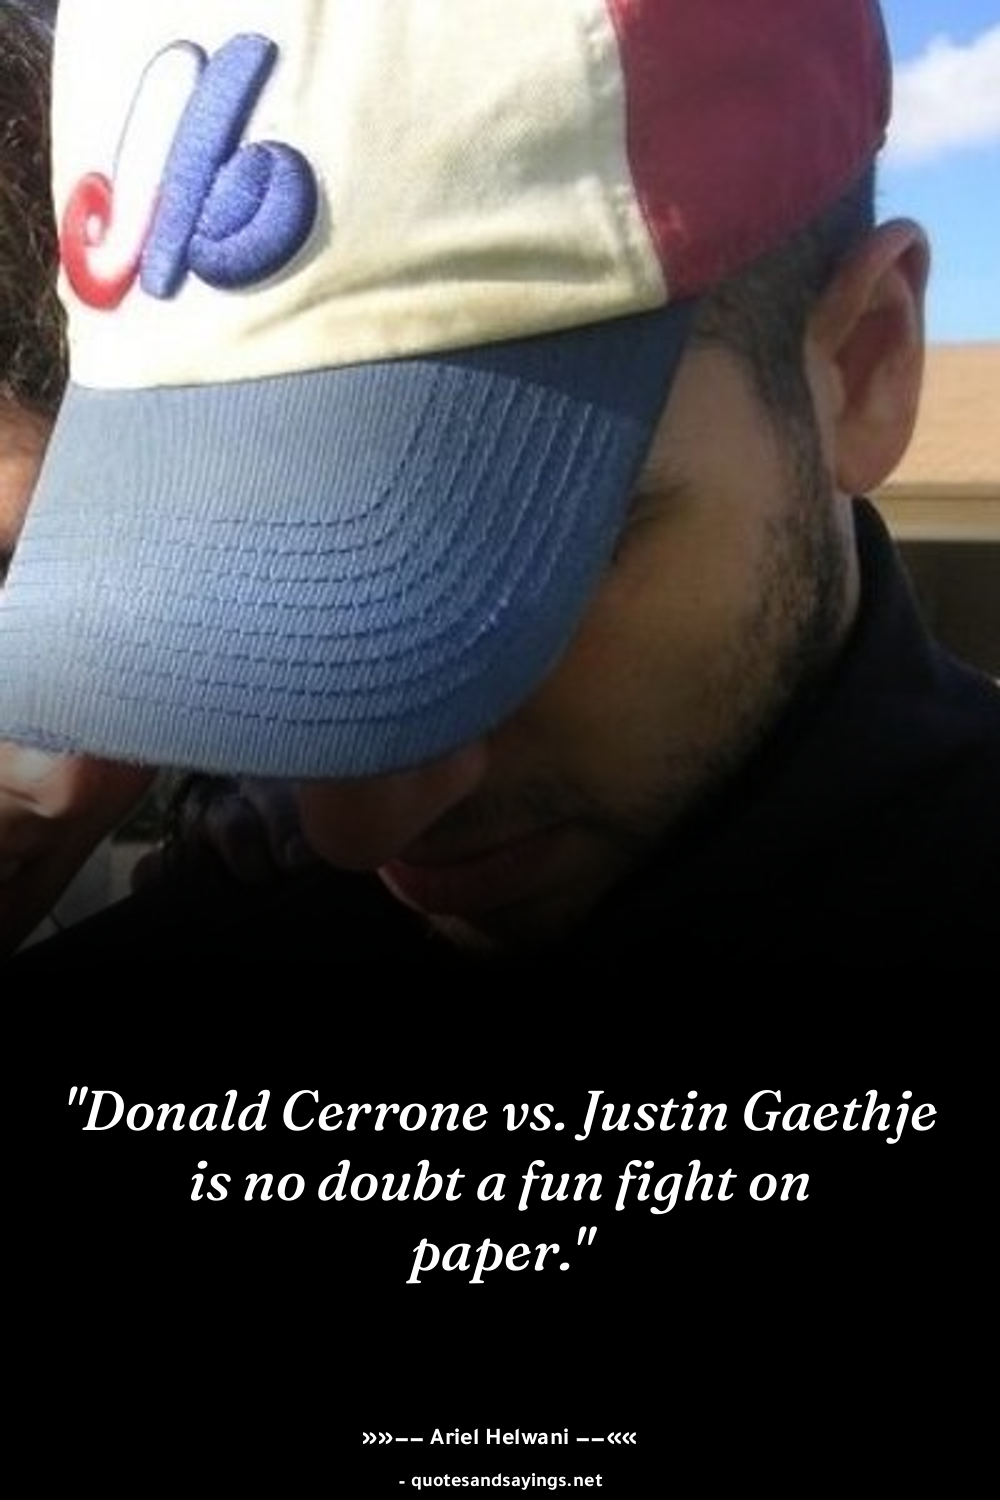 "Donald Cerrone vs. Justin Gaethje
is no doubt a fun fight on
paper."
»»–– Ariel Helwani ––««
- quotesandsayings.net